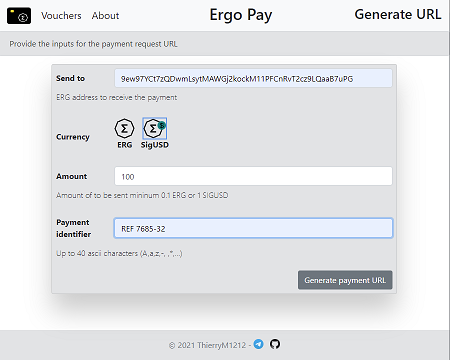 Vouchers About Ergo Pay Generate URL
Provide the inputs for the payment request URL
Send to 9ew97YCt7zQDwmLsytMAWGj2kockM11PFCnRvT2cz9LQaaB7uPG
ERG address to receive the payment
Currency
ERG SigUSD
Amount 100
Amount of to be sent mininum 0.1 ERG or 1 SIGUSD
Payment identifier REF 7685-32
Up to 40 ascii characters (A,a,z,-, ,*,...)
Generate payment URL
© 2021 ThierryM1212 -